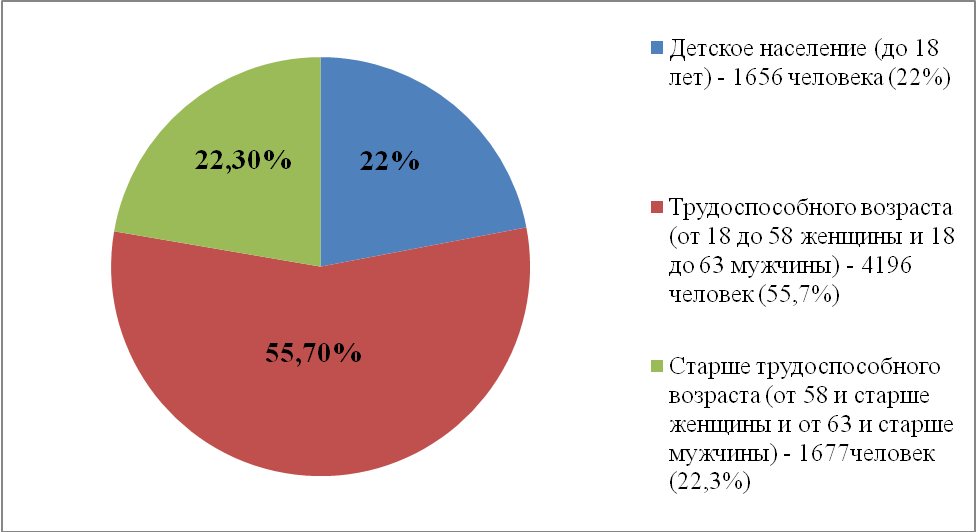 Детское население (до 18
лет) - 1656 человека (22%)
22,30%
22%
Трудоспособного возраста
(от 18 до 58 женщины и 18
до 63 мужчины) - 4196
человек (55,7%)
55,70%
Старше трудоспособного
возраста (от 58 и старше
женщины и от 63 и старше
мужчины) - 1677человек
(22,3%)